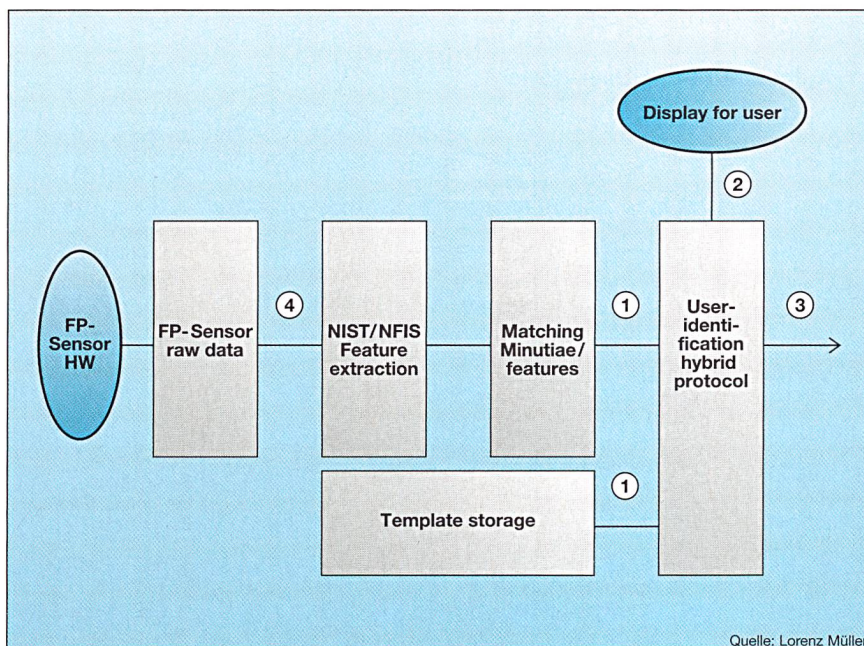 Display for user
2
FP-
Sensor
HW
FP-Sensor
raw data
4
NIST/NFIS
Feature
extraction
Matching
Minutiae/
features
1
User-
identi-
fication
hybrid
protocol
3
Template storage
1
Quelle: Lorenz Müller